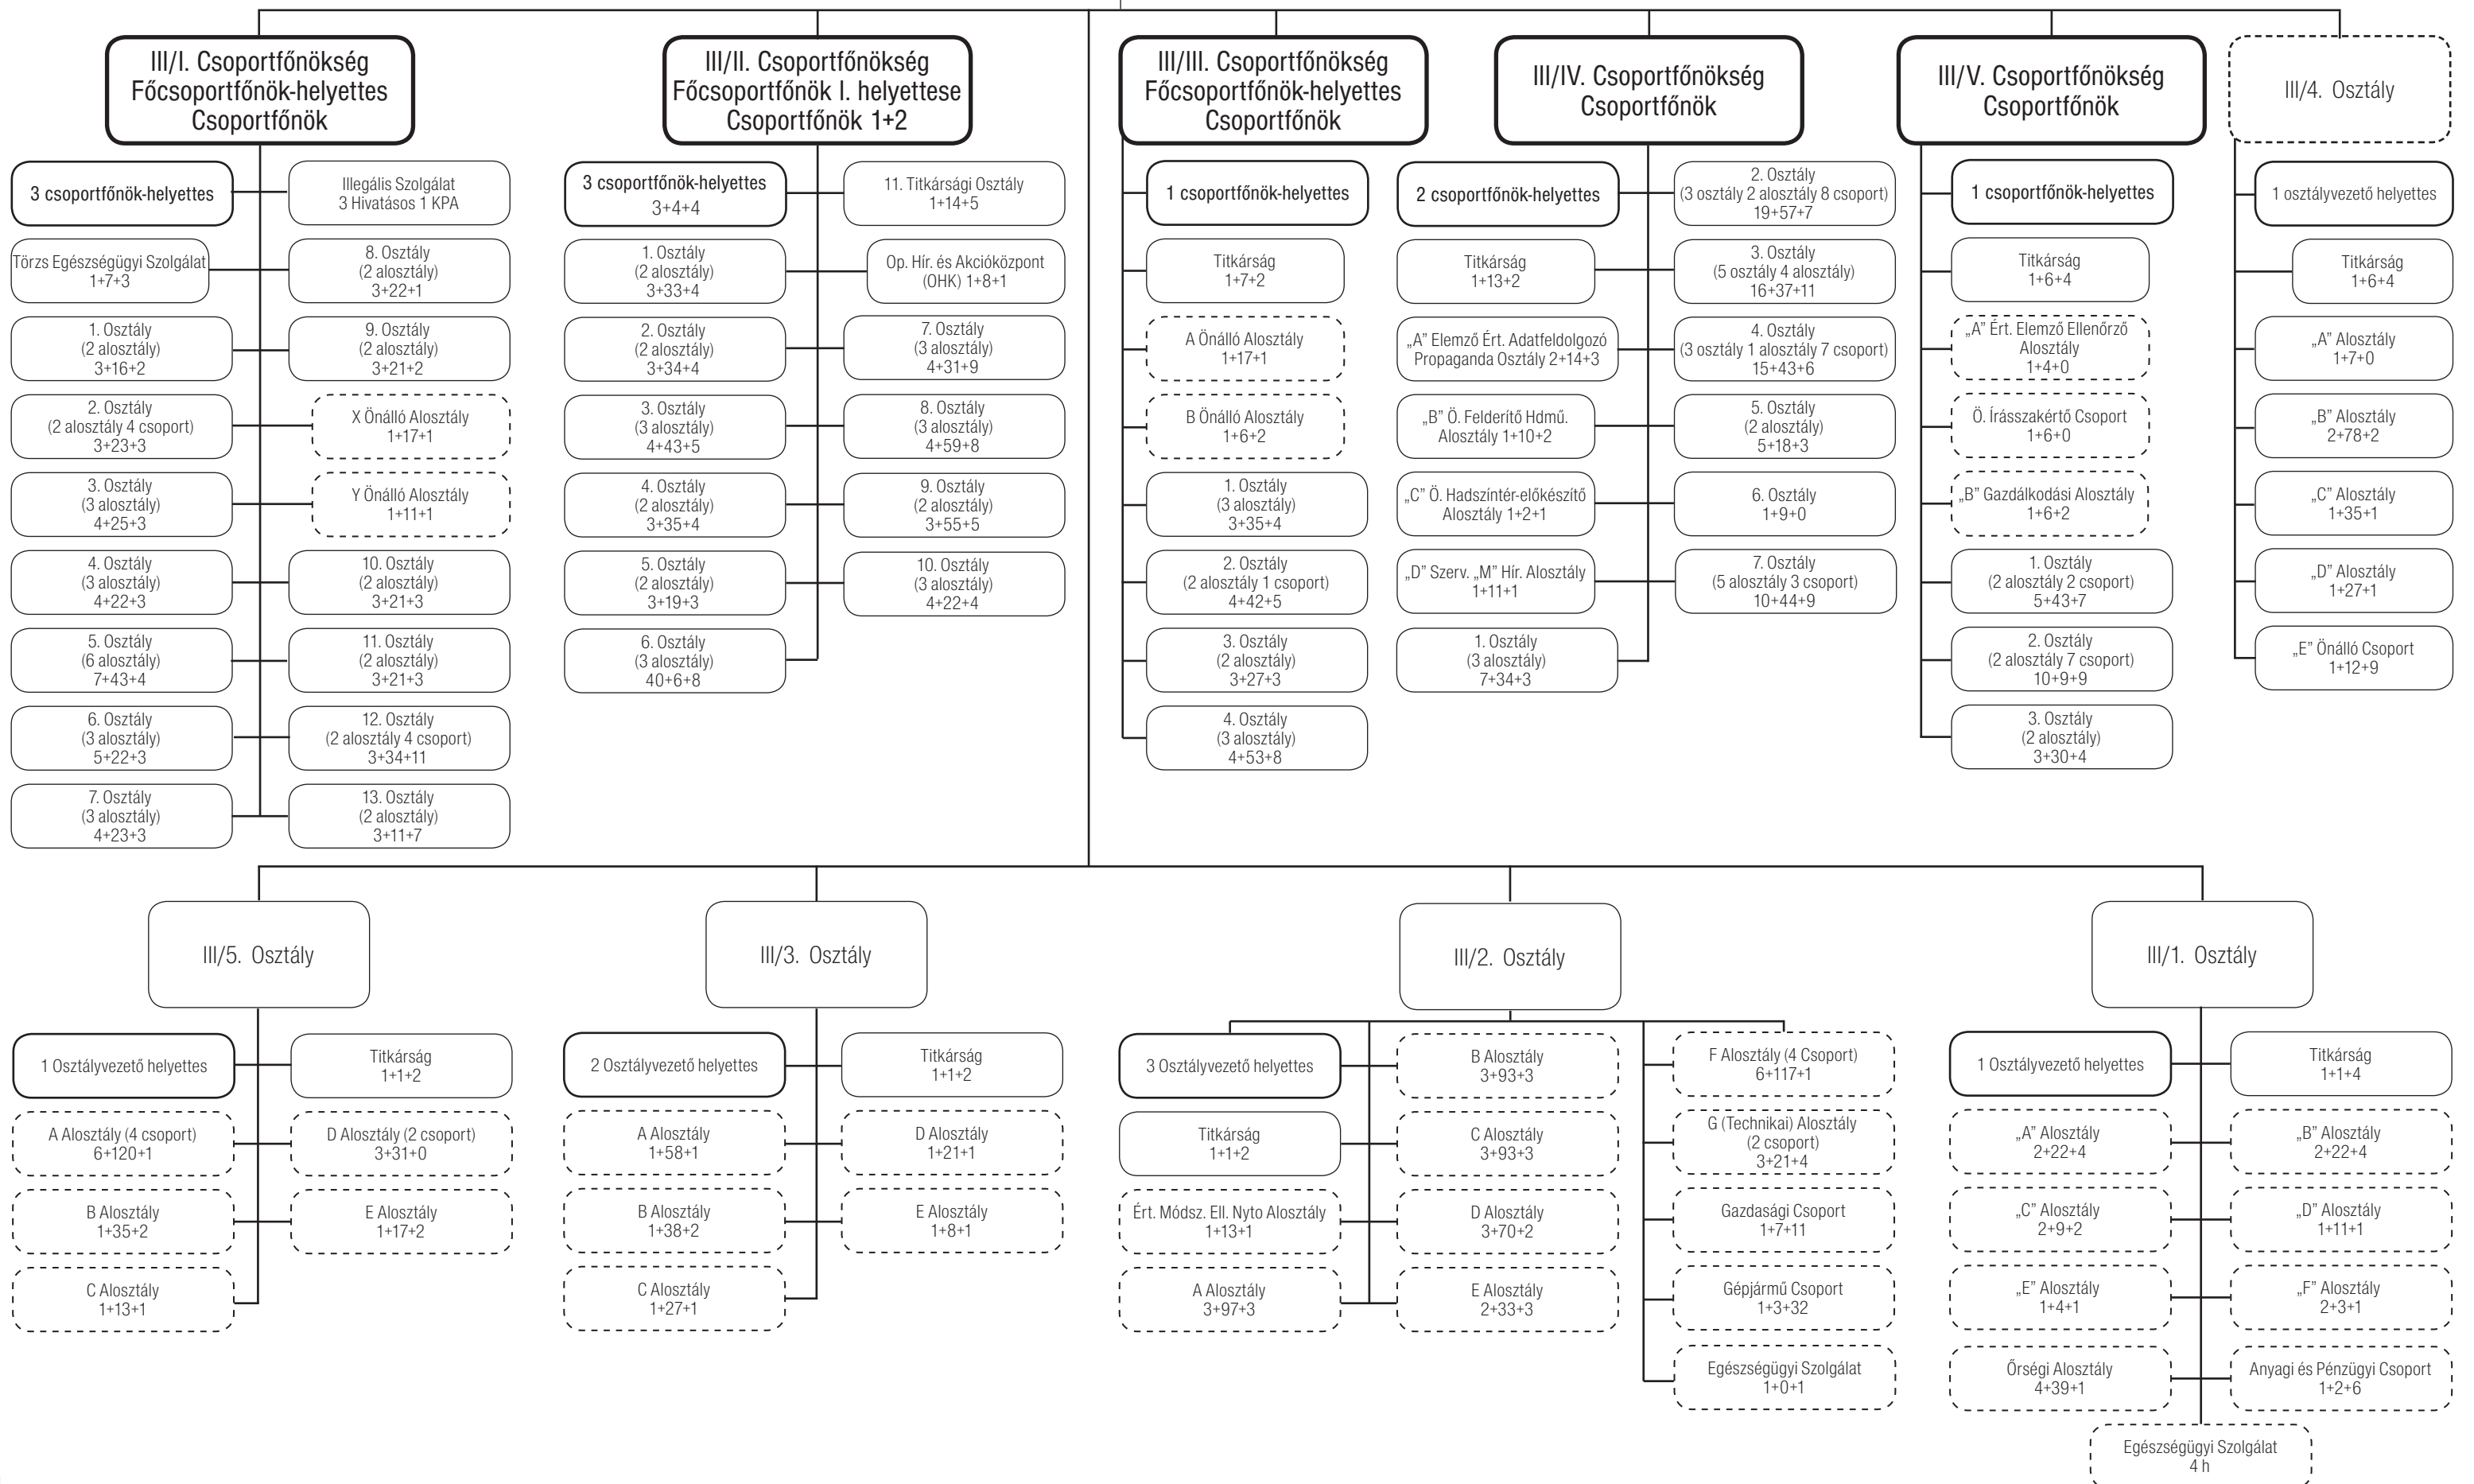 III/I. Csoportfőnökség
Főcsoportfőnök-helyettes
Csoportfőnök
3 csoportfőnök-helyettes
Illegális Szolgálat
3 Hivatásos 1 KPA
Törzs Egészségügyi Szolgálat
1+7+3
8. Osztály
(2 alosztály)
3+22+1
1. Osztály
(2 alosztály)
3+16+2
9. Osztály
(2 alosztály)
3+21+2
2. Osztály
(2 alosztály 4 csoport)
3+23+3
X Önálló Alosztály
1+17+1
3. Osztály
(3 alosztály)
4+25+3
Y Önálló Alosztály
1+11+1
4. Osztály
(3 alosztály)
4+22+3
10. Osztály
(2 alosztály)
3+21+3
5. Osztály
(6 alosztály)
7+43+4
11. Osztály
(2 alosztály)
3+21+3
6. Osztály
(3 alosztály)
5+22+3
12. Osztály
(2 alosztály 4 csoport)
3+34+11
7. Osztály
(3 alosztály)
4+23+3
13. Osztály
(2 alosztály)
3+11+7
III/II. Csoportfőnökség
Főcsoportfőnök I. helyettese
Csoportfőnök 1+2
3 csoportfőnök-helyettes
3+4+4
11. Titkársági Osztály
1+14+5
1. Osztály
(2 alosztály)
3+33+4
Op. Hír. és Akcióközpont
(OHK) 1+8+1
2. Osztály
(2 alosztály)
3+34+4
7. Osztály
(3 alosztály)
4+31+9
3. Osztály
(3 alosztály)
4+43+5
8. Osztály
(3 alosztály)
4+59+8
4. Osztály
(2 alosztály)
3+35+4
9. Osztály
(2 alosztály)
3+55+5
5. Osztály
(2 alosztály)
3+19+3
10. Osztály
(3 alosztály)
4+22+4
6. Osztály
(3 alosztály)
40+6+8
III/III. Csoportfőnökség
Főcsoportfőnök-helyettes
Csoportfőnök
1 csoportfőnök-helyettes
Titkárság
1+7+2
A Önálló Alosztály
1+17+1
B Önálló Alosztály
1+6+2
1. Osztály
(3 alosztály)
3+35+4
2. Osztály
(2 alosztály 1 csoport)
4+42+5
3. Osztály
(2 alosztály)
3+27+3
4. Osztály
(3 alosztály)
4+53+8
III/IV. Csoportfőnökség
Csoportfőnök
2 csoportfőnök-helyettes
2. Osztály
(3 osztály 2 alosztály 8 csoport)
19+57+7
Titkárság
1+13+2
3. Osztály
(5 osztály 4 alosztály)
16+37+11
„A” Elemző Ért. Adatfeldolgozó
Propaganda Osztály 2+14+3
4. Osztály
(3 osztály 1 alosztály 7 csoport)
15+43+6
„B” Ö. Felderítő Hdmű.
Alosztály 1+10+2
5. Osztály
(2 alosztály)
5+18+3
„C” Ö. Hadszíntér-előkészítő
Alosztály 1+2+1
6. Osztály
1+9+0
„D” Szerv. „M” Hír. Alosztály
1+11+1
7. Osztály
(5 alosztály 3 csoport)
10+44+9
1. Osztály
(3 alosztály)
7+34+3
III/V. Csoportfőnökség
Csoportfőnök
1 csoportfőnök-helyettes
Titkárság
1+6+4
„A” Ért. Elemző Ellenőrző
Alosztály
1+4+0
Ö. Írásszakértő Csoport
1+6+0
„B” Gazdálkodási Alosztály
1+6+2
1. Osztály
(2 alosztály 2 csoport)
5+43+7
2. Osztály
(2 alosztály 7 csoport)
10+9+9
3. Osztály
(2 alosztály)
3+30+4
III/4. Osztály
1 osztályvezető helyettes
Titkárság
1+6+4
„A” Alosztály
1+7+0
„B” Alosztály
2+78+2
„C” Alosztály
1+35+1
„D” Alosztály
1+27+1
„E” Önálló Csoport
1+12+9
III/5. Osztály
1 Osztályvezető helyettes
Titkárság
1+1+2
A Alosztály (4 csoport)
6+120+1
D Alosztály (2 csoport)
3+31+0
B Alosztály
1+35+2
E Alosztály
1+17+2
C Alosztály
1+13+1
III/3. Osztály
2 Osztályvezető helyettes
Titkárság
1+1+2
A Alosztály
1+58+1
D Alosztály
1+21+1
B Alosztály
1+38+2
E Alosztály
1+8+1
C Alosztály
1+27+1
III/2. Osztály
3 Osztályvezető helyettes
B Alosztály
3+93+3
F Alosztály (4 Csoport)
6+117+1
Titkárság
1+1+2
C Alosztály
3+93+3
G (Technikai) Alosztály
(2 csoport)
3+21+4
Ért. Módsz. Ell. Nyto Alosztály
1+13+1
D Alosztály
3+70+2
Gazdasági Csoport
1+7+11
A Alosztály
3+97+3
E Alosztály
2+33+3
Gépjármű Csoport
1+3+32
Egészségügyi Szolgálat
1+0+1
III/1. Osztály
1 Osztályvezető helyettes
Titkárság
1+1+4
„A” Alosztály
2+22+4
„B” Alosztály
2+22+4
„C” Alosztály
2+9+2
„D” Alosztály
1+11+1
„E” Alosztály
1+4+1
„F” Alosztály
2+3+1
Őrségi Alosztály
4+39+1
Anyagi és Pénzügyi Csoport
1+2+6
Egészségügyi Szolgálat
4 h